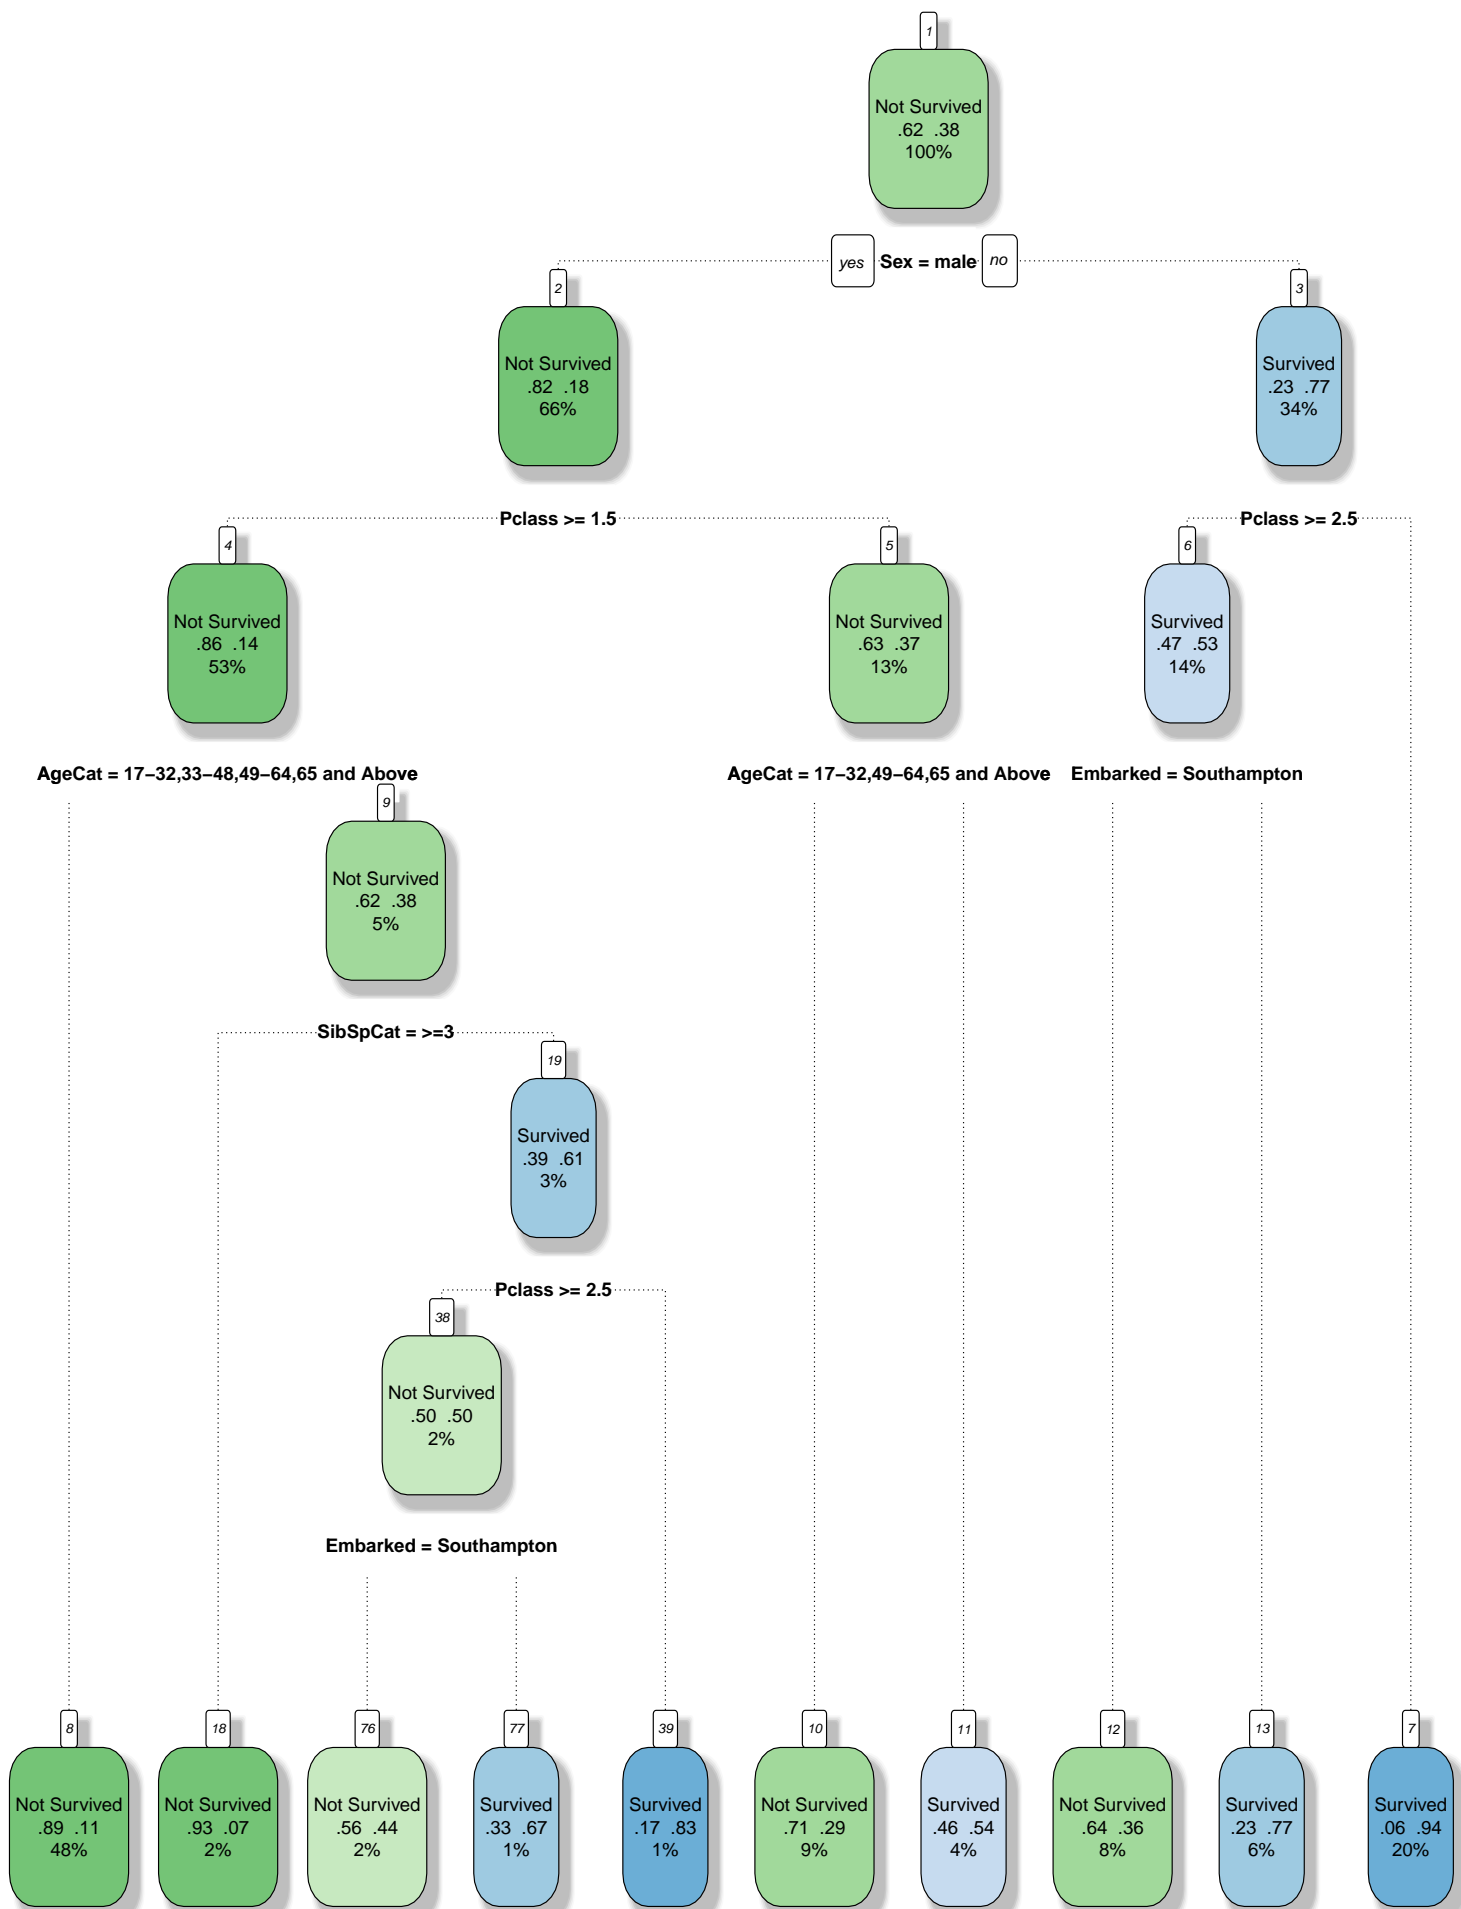 1
Not Survived
.62 .38
100%
yes Sex = male no
2
Not Survived
.82 .18
66%
3
Survived
.23 .77
34%
Pclass >= 1.5
Pclass >= 2.5
4
Not Survived
.86 .14
53%
5
Not Survived
.63 .37
13%
6
Survived
.47 .53
14%
AgeCat = 17−32,33−48,49−64,65 and Above
AgeCat = 17−32,49−64,65 and Above
Embarked = Southampton
9
Not Survived
.62 .38
5%
SibSpCat = >=3
19
Survived
.39 .61
3%
Pclass >= 2.5
38
Not Survived
.50 .50
2%
Embarked = Southampton
8
Not Survived
.89 .11
48%
18
Not Survived
.93 .07
2%
76
Not Survived
.56 .44
2%
77
Survived
.33 .67
1%
39
Survived
.17 .83
1%
10
Not Survived
.71 .29
9%
11
Survived
.46 .54
4%
12
Not Survived
.64 .36
8%
13
Survived
.23 .77
6%
7
Survived
.06 .94
20%